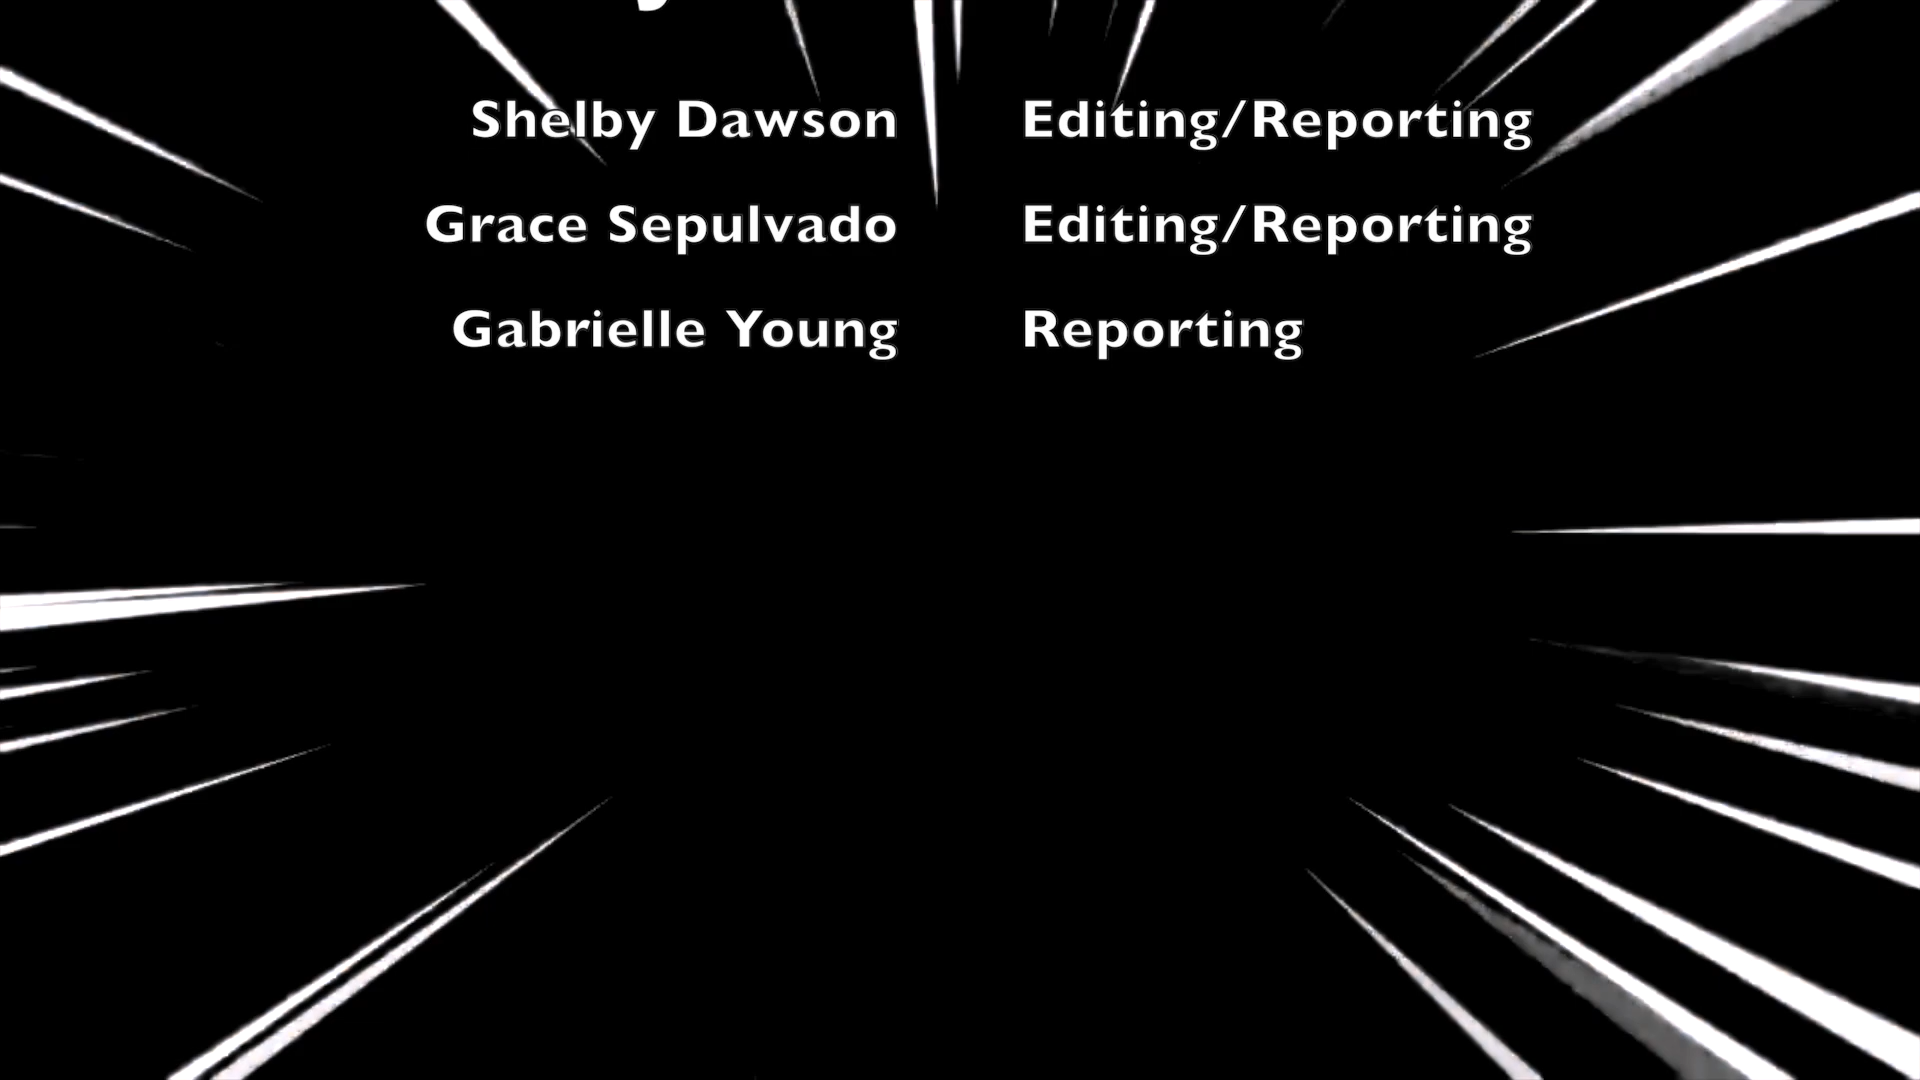 Shelby Dawson Editing/Reporting
Grace Sepulvado Editing/Reporting
Gabrielle Young Reporting